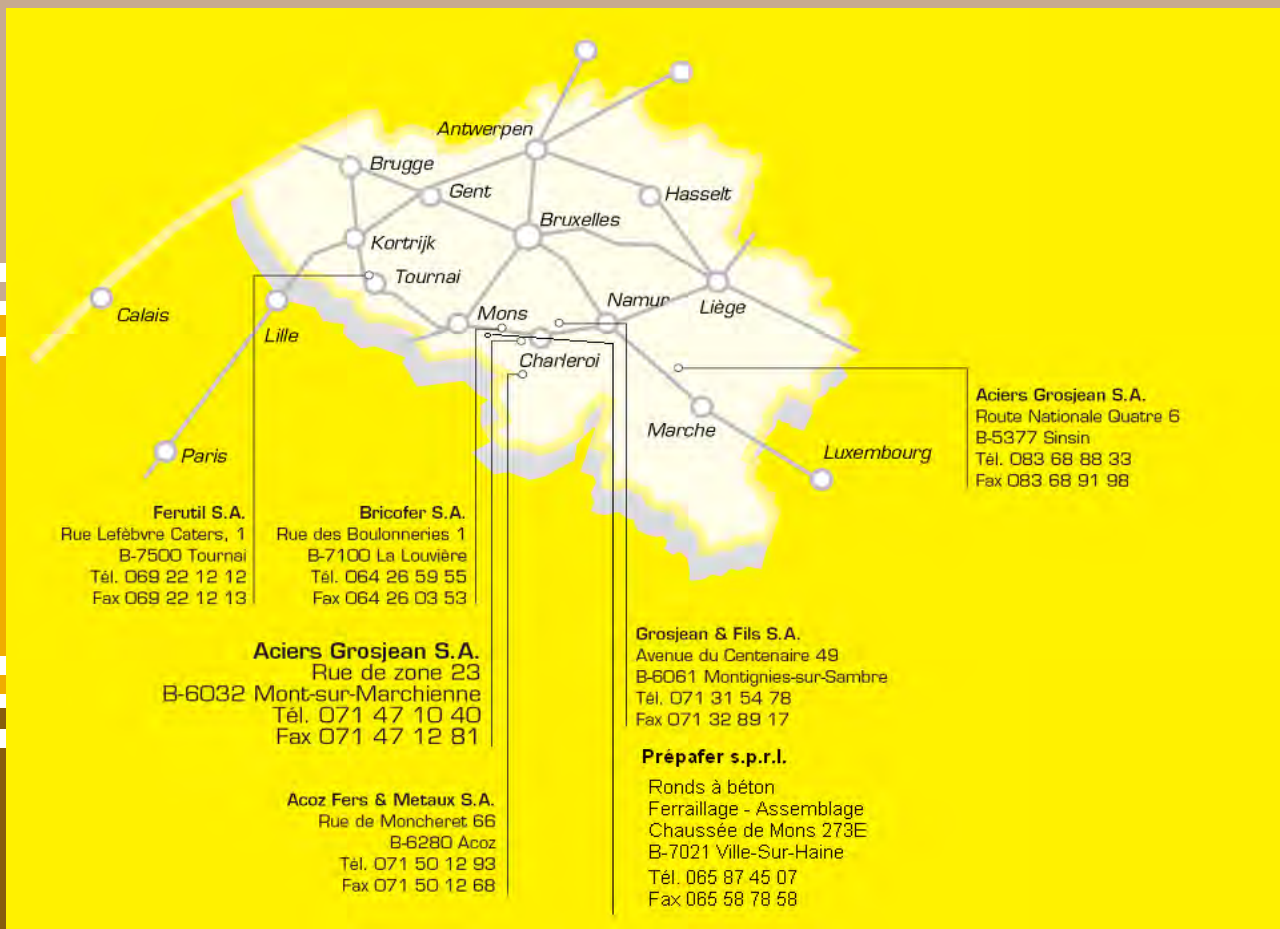 Antwerpen
Brugge
Gent
Hasselt
Bruxelles
Kortrijk
Tournai
Namur
Liège
Calais
Mons
Lille
Charleroi
Marche
Paris
Luxembourg
Aciers Grosjean S.A.
Route Nationale Quatre 6
B-5377 Sinsin
Tél. 083 68 88 33
Fax 083 68 91 98
Ferutil S.A.
Rue Lefèbvre Caters, 1
B-7500 Tournai
Tél. 069 22 12 12
Fax 069 22 12 13
Bricofer S.A.
Rue des Boulonneries 1
B-7100 La Louvière
Tél. 064 26 59 55
Fax 064 26 03 53
Aciers Grosjean S.A.
Rue de zone 23
B-6032 Mont-sur-Marchienne
Tél. 071 47 10 40
Fax 071 47 12 81
Grosjean & Fils S.A.
Avenue du Centenaire 49
B-6061 Montignies-sur-Sambre
Tél. 071 31 54 78
Fax 071 32 89 17
Acoz Fers & Metaux S.A.
Rue de Moncheret 66
B-6280 Acoz
Tél. 071 50 12 93
Fax 071 50 12 68
Prépafer s.p.r.l.
Ronds à béton
Ferraillage - Assemblage
Chaussée de Mons 273E
B-7021 Ville-Sur-Haine
Tél. 065 87 45 07
Fax 065 58 78 58